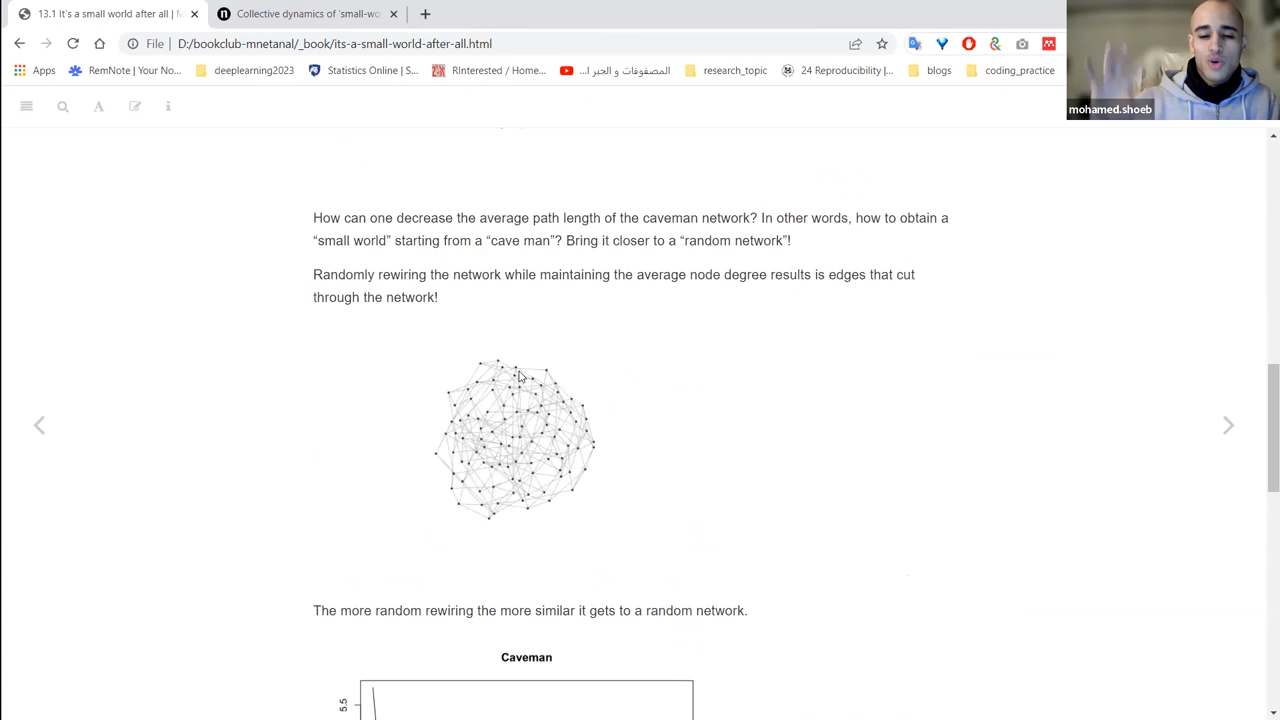 13.1 It's a small world after all |
Collective dynamics of 'small-wo
File D:/bookclub-nnetanal/_book/its-a-small-world-after-all.html
Apps RemNote | Your No... deeplearning2023 Statistics Online | S... RInterested / Home... المصفوفات و الجبر ا... research_topic 24 Reproducibility |... blogs coding_practice
mohamed.shoeb
How can one decrease the average path length of the caveman network? In other words, how to obtain a
“small world” starting from a “cave man”? Bring it closer to a “random network”!
Randomly rewiring the network while maintaining the average node degree results is edges that cut
through the network!
The more random rewiring the more similar it gets to a random network.
Caveman
5.5